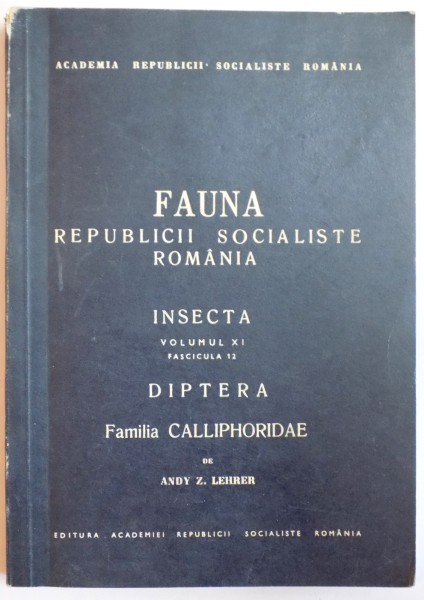 ACADEMIA REPUBLICII SOCIALISTE ROMÂNIA
FAUNA
REPUBLICII SOCIALISTE
ROMÂNIA
INSECTA
VOLUMUL XI
FASCICULA 12
DIPTERA
Familia CALLIPHORIDAE
DE
ANDY Z. LEHRER
EDITURA ACADEMIEI REPUBLICII SOCIALISTE ROMÂNIA